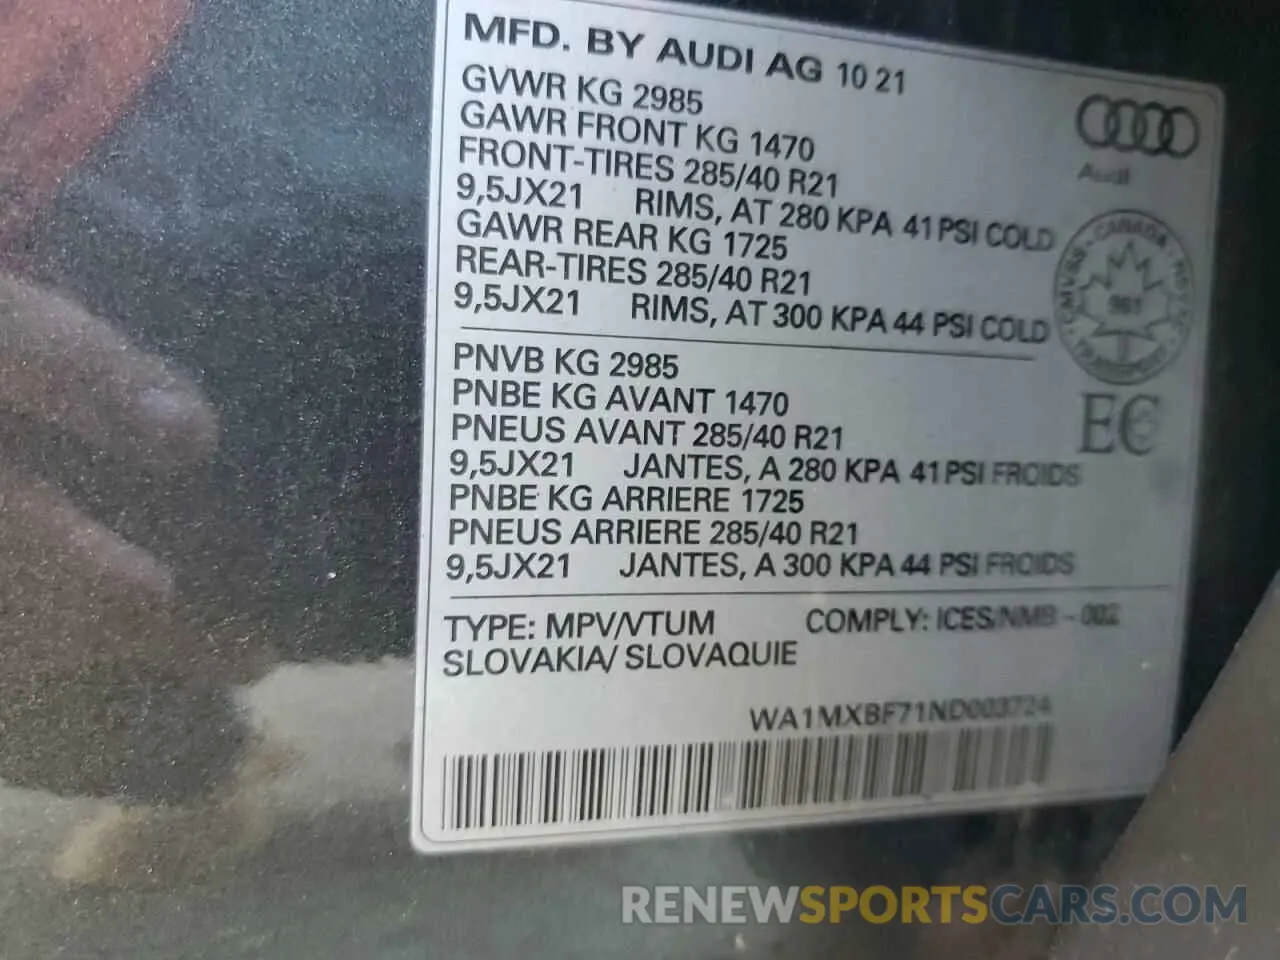 MFD. BY AUDI AG 10 21
GVWR KG 2985
GAWR FRONT KG 1470
FRONT-TIRES 285/40 R21
9,5JX21 RIMS, AT 280 KPA 41 PSI COLD
GAWR REAR KG 1725
REAR-TIRES 285/40 R21
9,5JX21 RIMS, AT 300 KPA 44 PSI COLD
Audi
CANADA
CMVSS
NSVAC
TRANSPORT
961
EC
PNVB KG 2985
PNBE KG AVANT 1470
PNEUS AVANT 285/40 R21
9,5JX21 JANTES, A 280 KPA 41 PSI FROIDS
PNBE KG ARRIERE 1725
PNEUS ARRIERE 285/40 R21
9,5JX21 JANTES, A 300 KPA 44 PSI FROIDS
TYPE: MPV/VTUM COMPLY: ICES/NMB - 002
SLOVAKIA/ SLOVAQUIE
WA1MXBF71ND003724
RENEWSPORTSCARS.COM